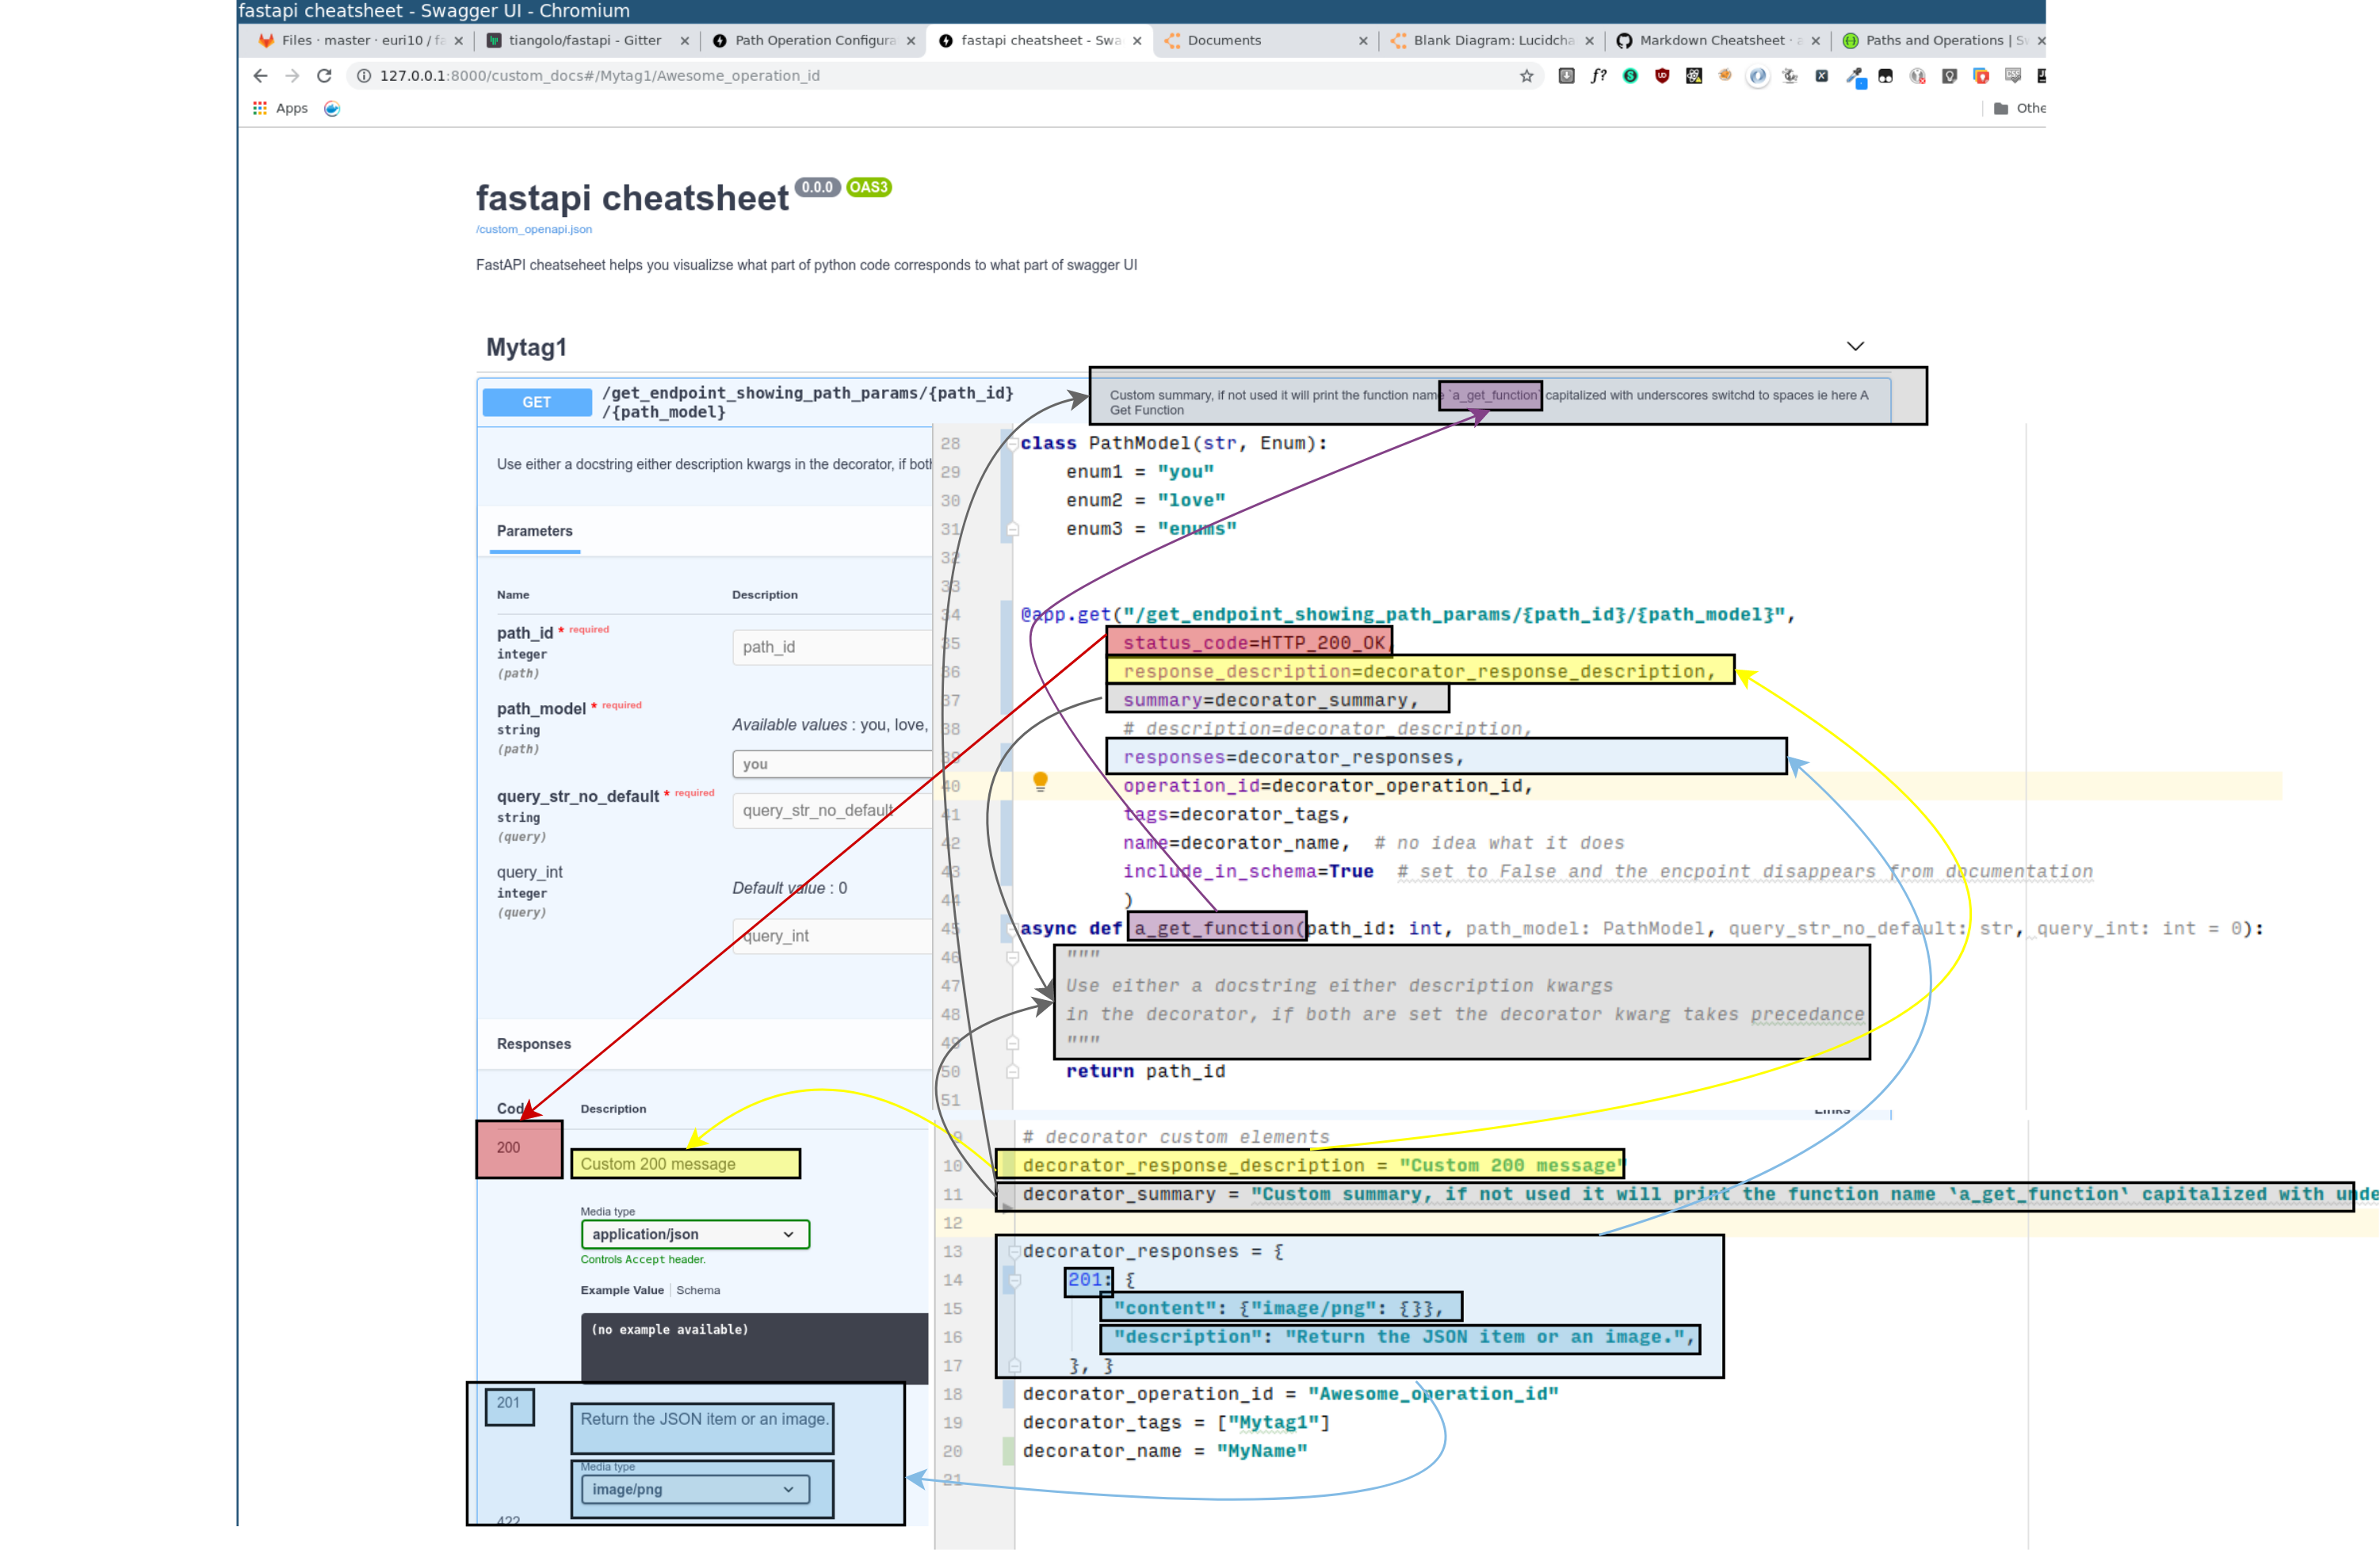 fastapi cheatsheet - Swagger UI - Chromium
Files · master · euri10 / fa
tiangolo/fastapi - Gitter
Path Operation Configura
fastapi cheatsheet - Swa
Documents
Blank Diagram: Lucidcha
Markdown Cheatsheet ·
Paths and Operations | S
127.0.0.1:8000/custom_docs#/Mytag1/Awesome_operation_id
Apps
Othe
fastapi cheatsheet 0.0.0 OAS3
/custom_openapi.json
FastAPI cheatseheet helps you visualizse what part of python code corresponds to what part of swagger UI
Mytag1
GET
/get_endpoint_showing_path_params/{path_id}
/{path_model}
Custom summary, if not used it will print the function name `a_get_function` capitalized with underscores switchd to spaces ie here A
Get Function
Use either a docstring either description kwargs in the decorator, if both
Parameters
Name Description
path_id * required
integer
(path)
path_id
path_model * required
string
(path)
Available values : you, love,
you
query_str_no_default * required
string
(query)
query_str_no_default
query_int
integer
(query)
Default value : 0
query_int
Responses
Code Description
Links
200
Custom 200 message
Media type
application/json
Controls Accept header.
Example Value Schema
(no example available)
201
Return the JSON item or an image.
Media type
image/png
422
28 class PathModel(str, Enum):
29 enum1 = "you"
30 enum2 = "love"
31 enum3 = "enums"
32
33
34 @app.get("/get_endpoint_showing_path_params/{path_id}/{path_model}",
35 status_code=HTTP_200_OK,
36 response_description=decorator_response_description,
37 summary=decorator_summary,
38 # description=decorator_description,
39 responses=decorator_responses,
40 operation_id=decorator_operation_id,
41 tags=decorator_tags,
42 name=decorator_name, # no idea what it does
43 include_in_schema=True # set to False and the encpoint disappears from documentation
44 )
45 async def a_get_function(path_id: int, path_model: PathModel, query_str_no_default: str, query_int: int = 0):
46 """
47 Use either a docstring either description kwargs
48 in the decorator, if both are set the decorator kwarg takes precedance
49 """
50 return path_id
51
9 # decorator custom elements
10 decorator_response_description = "Custom 200 message"
11 decorator_summary = "Custom summary, if not used it will print the function name `a_get_function` capitalized with unde
12
13 decorator_responses = {
14 201: {
15 "content": {"image/png": {}},
16 "description": "Return the JSON item or an image.",
17 }, }
18 decorator_operation_id = "Awesome_operation_id"
19 decorator_tags = ["Mytag1"]
20 decorator_name = "MyName"
21